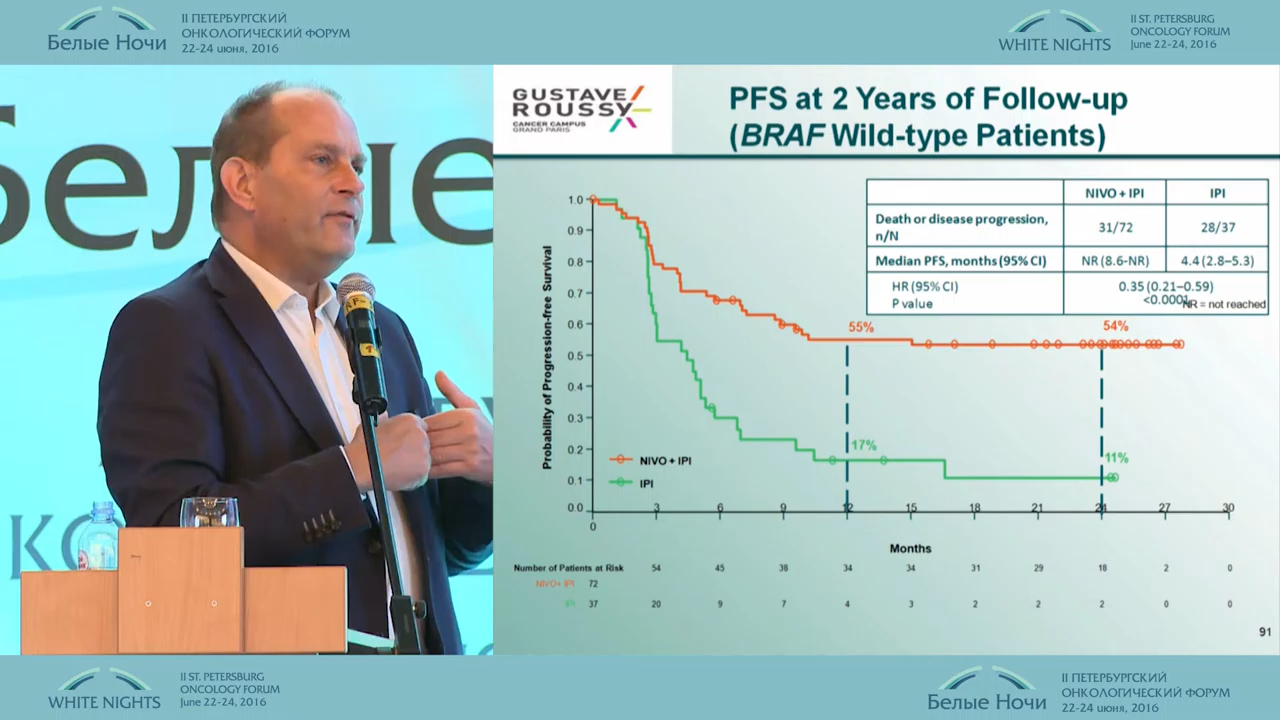 II ПЕТЕРБУРГСКИЙ
ОНКОЛОГИЧЕСКИЙ ФОРУМ
Белые Ночи
22-24 июня, 2016
II ST. PETERSBURG
ONCOLOGY FORUM
WHITE NIGHTS
June 22-24, 2016
GUSTAVE
ROUSSY
CANCER CAMPUS
GRAND PARIS
PFS at 2 Years of Follow-up
(BRAF Wild-type Patients)
NIVO + IPI IPI
Death or disease progression, n/N 31/72 28/37
Median PFS, months (95% CI) NR (8.6-NR) 4.4 (2.8–5.3)
HR (95% CI) 0.35 (0.21–0.59)
P value <0.0001
NR = not reached
Probability of Progression-free Survival
1.0
0.9
0.8
0.7
0.6
0.5
0.4
0.3
0.2
0.1
0.0
55%
54%
17%
11%
NIVO + IPI
IPI
0 3 6 9 12 15 18 21 24 27 30
Months
Number of Patients at Risk 54 45 38 34 34 31 29 18 2 0
NIVO+ IPI 72
IPI 37 20 9 7 4 3 2 2 2 0 0
91
II ST. PETERSBURG
ONCOLOGY FORUM
WHITE NIGHTS
June 22-24, 2016
II ПЕТЕРБУРГСКИЙ
ОНКОЛОГИЧЕСКИЙ ФОРУМ
Белые Ночи
22-24 июня, 2016